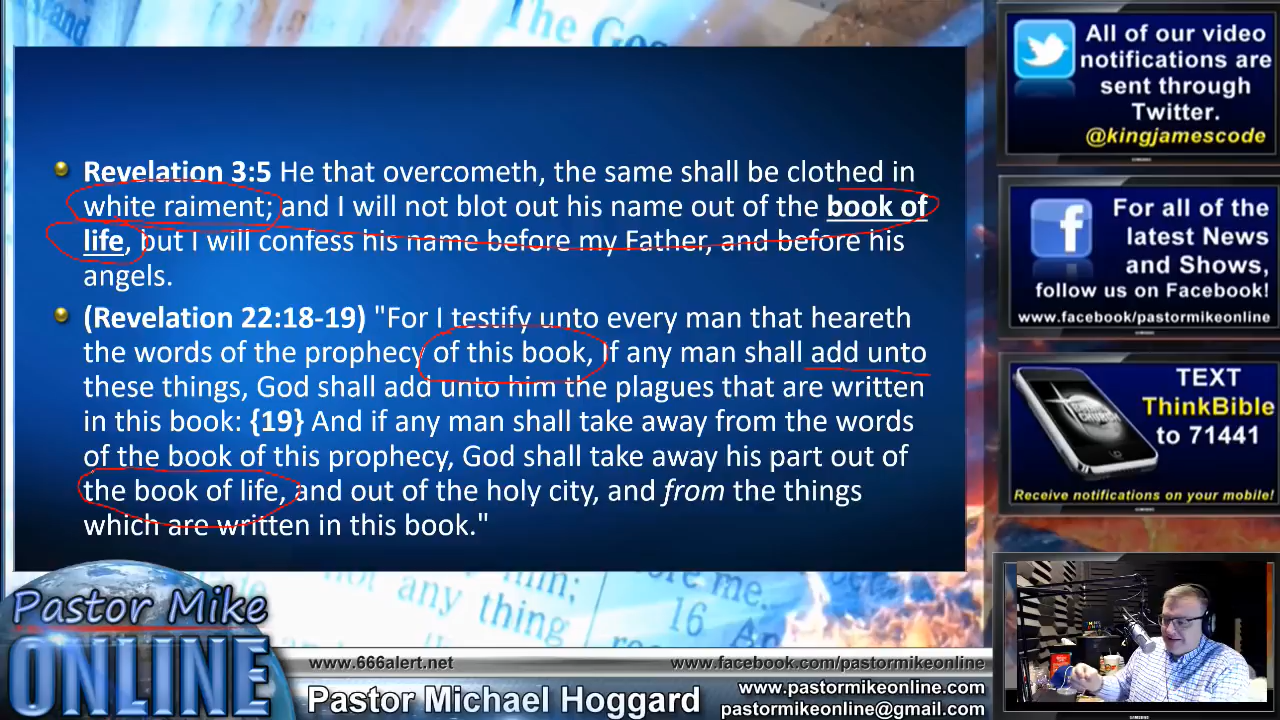 The Gos
Revelation 3:5 He that overcometh, the same shall be clothed in
white raiment; and I will not blot out his name out of the book of
life, but I will confess his name before my Father, and before his
angels.
(Revelation 22:18-19) "For I testify unto every man that heareth
the words of the prophecy of this book, If any man shall add unto
these things, God shall add unto him the plagues that are written
in this book: {19} And if any man shall take away from the words
of the book of this prophecy, God shall take away his part out of
the book of life, and out of the holy city, and from the things
which are written in this book."
All of our video
notifications are
sent through
Twitter.
@kingjamescode
For all of the
latest News
and Shows,
follow us on Facebook!
www.facebook.com/pastormikeonline
TEXT
ThinkBible
to 71441
Receive notifications on your mobile!
not any thing
16
Pastor Mike
ONLINE
www.666alert.net
www.facebook.com/pastormikeonline
Pastor Michael Hoggard
www.pastormikeonline.com
pastormikeonline@gmail.com